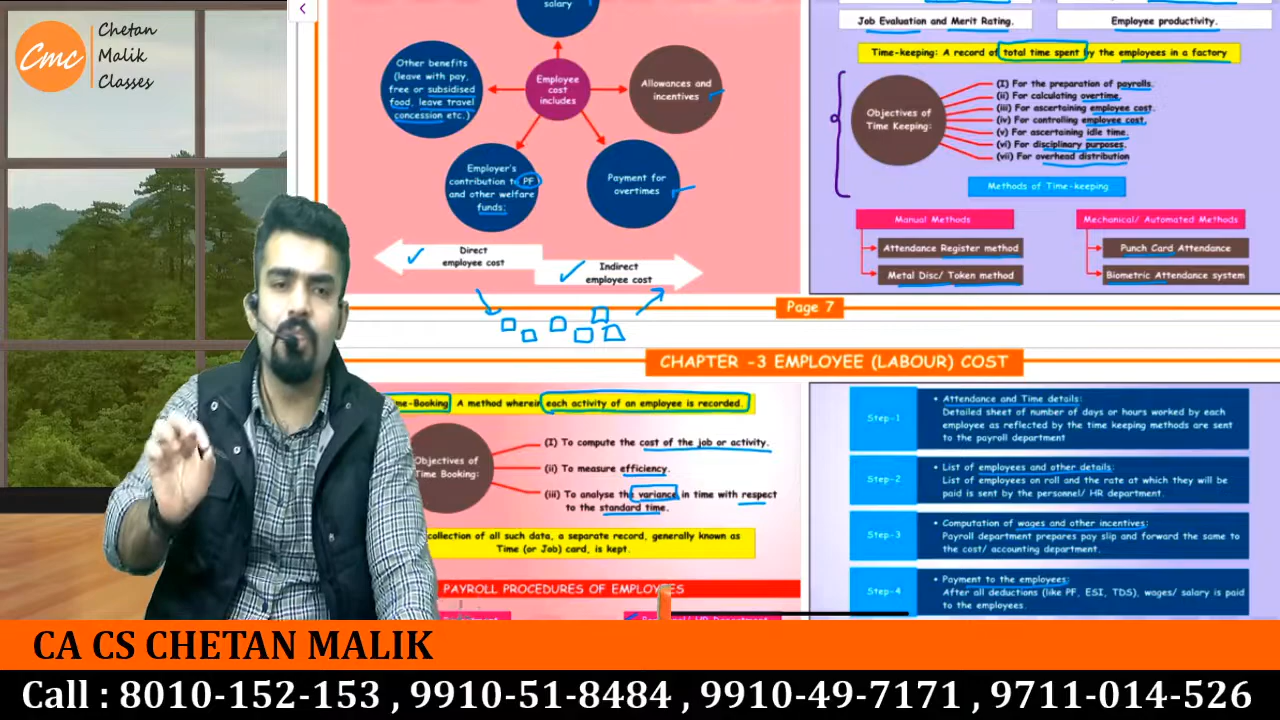 Chetan
Malik
Classes
Cmc
salary
Other benefits
(leave with pay,
free or subsidised
food, leave travel
concession etc.)
Employee
cost
includes
Allowances and
incentives
Employer's
contribution t PF
and other welfare
funds;
Payment for
overtimes
Direct
employee cost
Indirect
employee cost
Job Evaluation and Merit Rating.
Employee productivity.
Time-keeping: A record of total time spent by the employees in a factory
Objectives of
Time Keeping:
(I) For the preparation of payrolls.
(ii) For calculating overtime.
(iii) For ascertaining employee cost.
(iv) For controlling employee cost.
(v) For ascertaining idle time.
(vi) For disciplinary purposes.
(vii) For overhead distribution
Methods of Time-keeping
Manual Methods
Attendance Register method
Metal Disc/ Token method
Mechanical/ Automated Methods
Punch Card Attendance
Biometric Attendance system
Page 7
CHAPTER -3 EMPLOYEE (LABOUR) COST
me-Booking A method wherein each activity of an employee is recorded.
Objectives of
Time Booking:
(I) To compute the cost of the job or activity.
(ii) To measure efficiency.
(iii) To analyse the variance in time with respect
to the standard time.
collection of all such data, a separate record, generally known as
Time (or Job) card, is kept.
PAYROLL PROCEDURES OF EMPLOYEES
Step-1
• Attendance and Time details:
Detailed sheet of number of days or hours worked by each
employee as reflected by the time keeping methods are sent
to the payroll department
Step-2
• List of employees and other details:
List of employees on roll and the rate at which they will be
paid is sent by the personnel/ HR department.
Step-3
• Computation of wages and other incentives:
Payroll department prepares pay slip and forward the same to
the cost/ accounting department.
Step-4
• Payment to the employees:
After all deductions (like PF, ESI, TDS), wages/ salary is paid
to the employees.
CA CS CHETAN MALIK
Call : 8010-152-153 , 9910-51-8484 , 9910-49-7171 , 9711-014-526